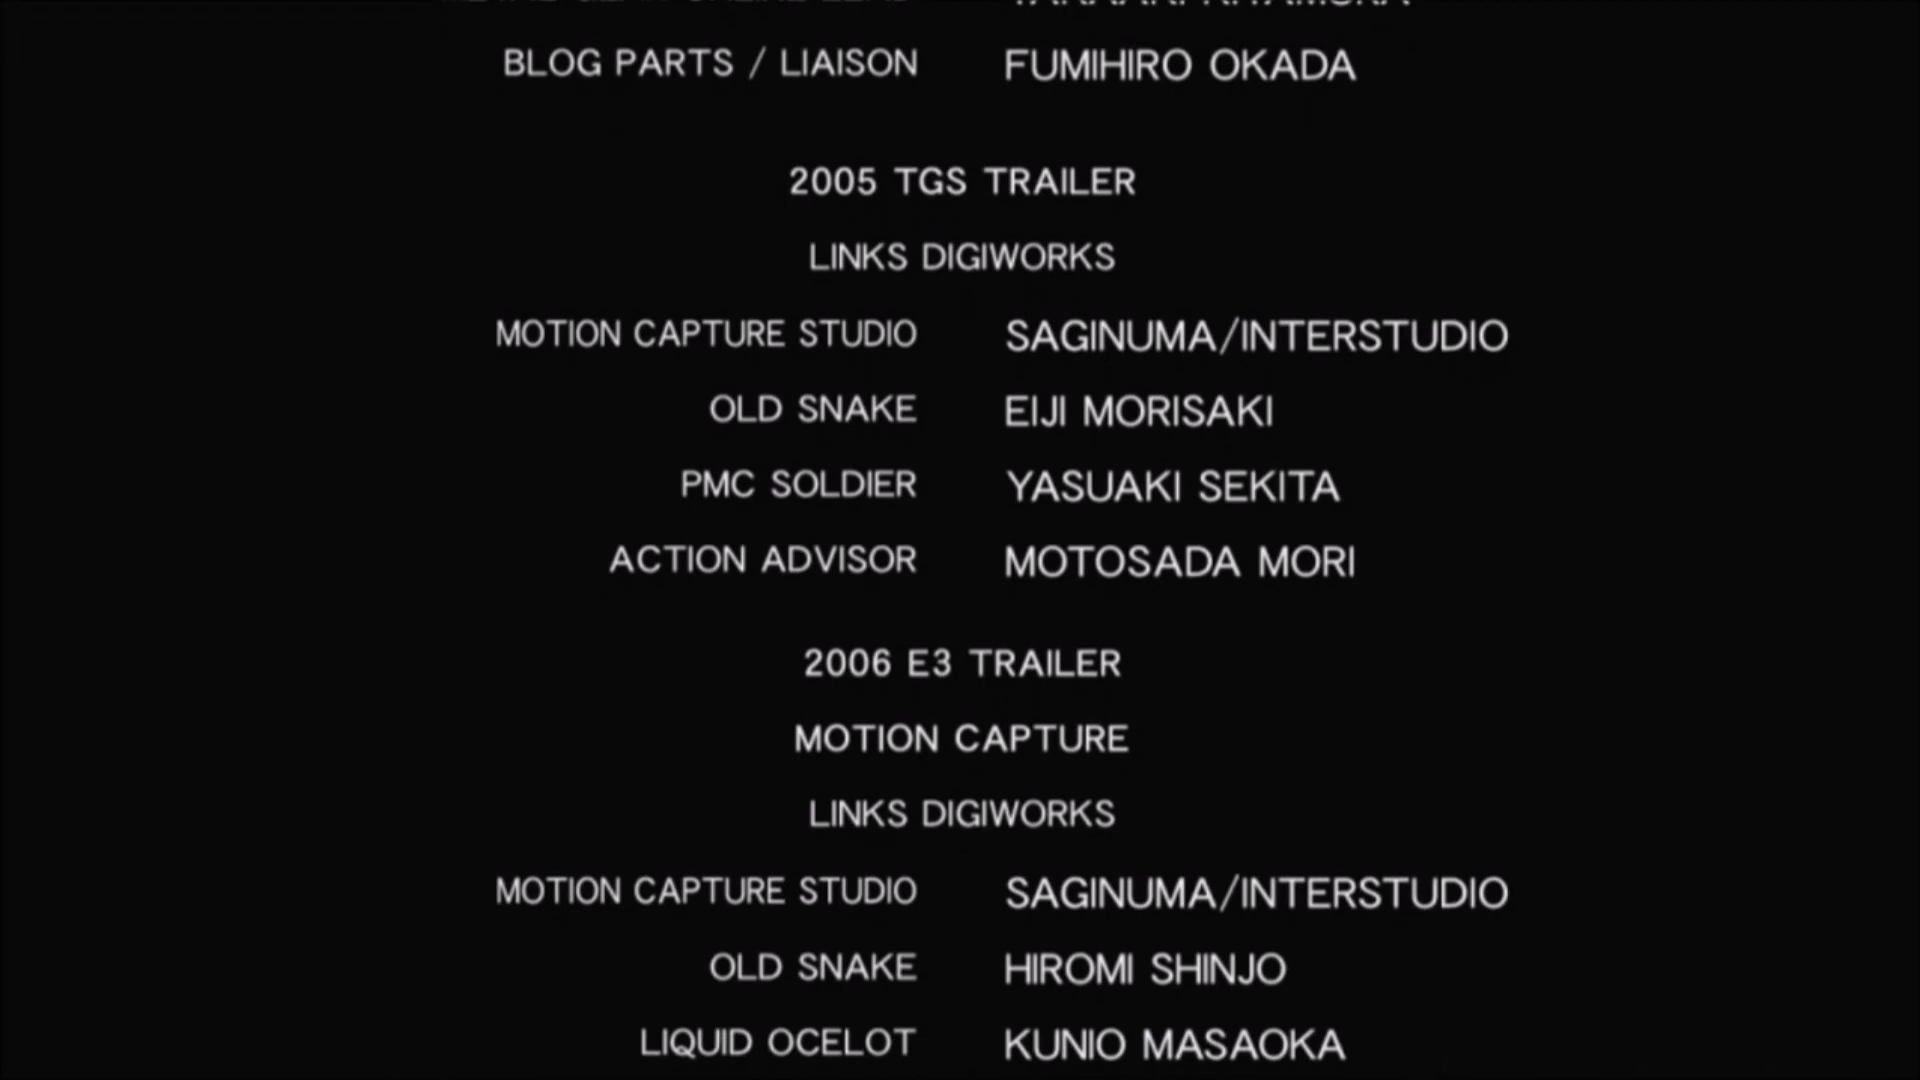 BLOG PARTS / LIAISON FUMIHIRO OKADA
2005 TGS TRAILER
LINKS DIGIWORKS
MOTION CAPTURE STUDIO SAGINUMA/INTERSTUDIO
OLD SNAKE EIJI MORISAKI
PMC SOLDIER YASUAKI SEKITA
ACTION ADVISOR MOTOSADA MORI
2006 E3 TRAILER
MOTION CAPTURE
LINKS DIGIWORKS
MOTION CAPTURE STUDIO SAGINUMA/INTERSTUDIO
OLD SNAKE HIROMI SHINJO
LIQUID OCELOT KUNIO MASAOKA